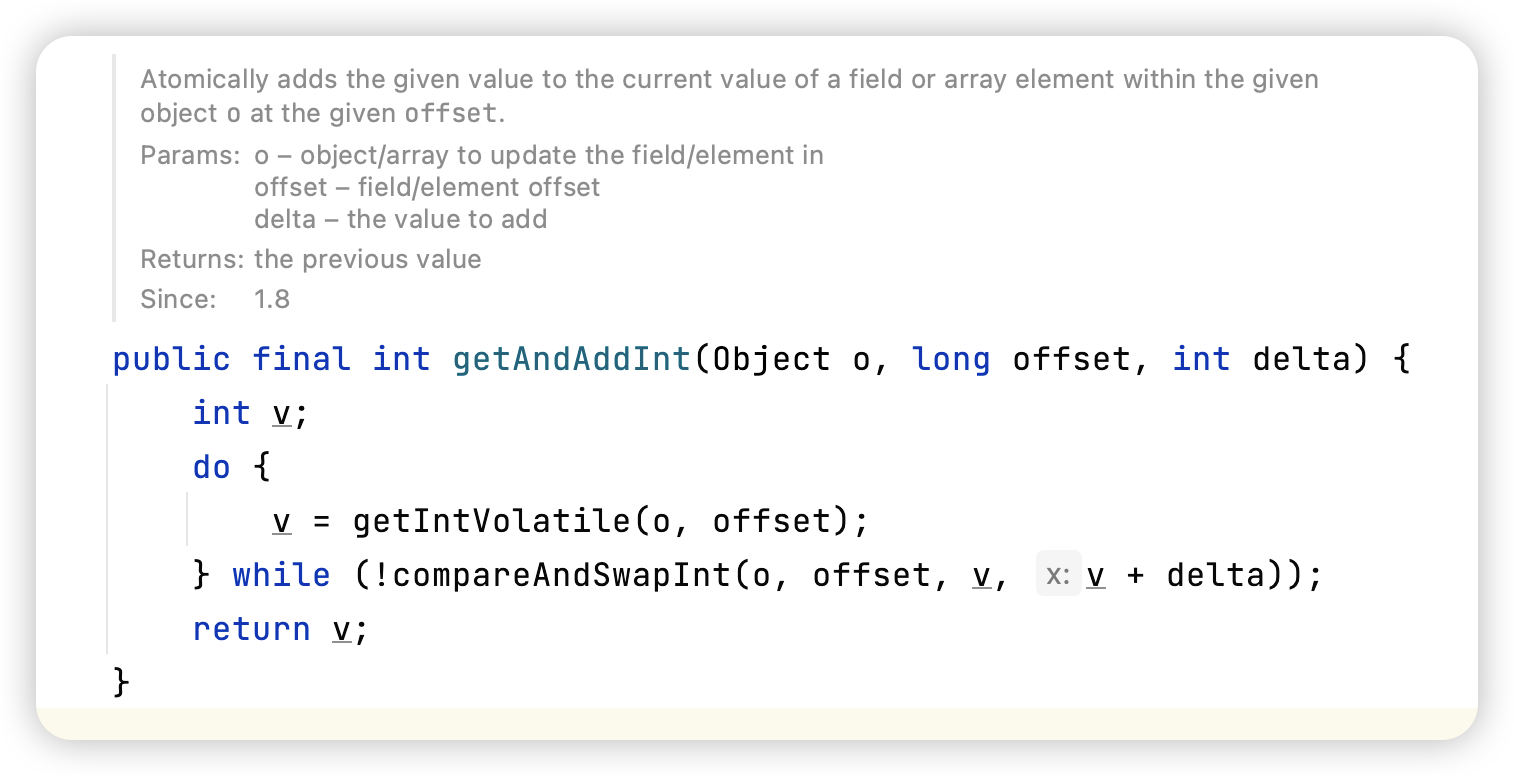 Atomically adds the given value to the current value of a field or array element within the given
object o at the given offset.
Params: o – object/array to update the field/element in
offset – field/element offset
delta – the value to add
Returns: the previous value
Since: 1.8
public final int getAndAddInt(Object o, long offset, int delta) {
    int v;
    do {
        v = getIntVolatile(o, offset);
    } while (!compareAndSwapInt(o, offset, v, x: v + delta));
    return v;
}